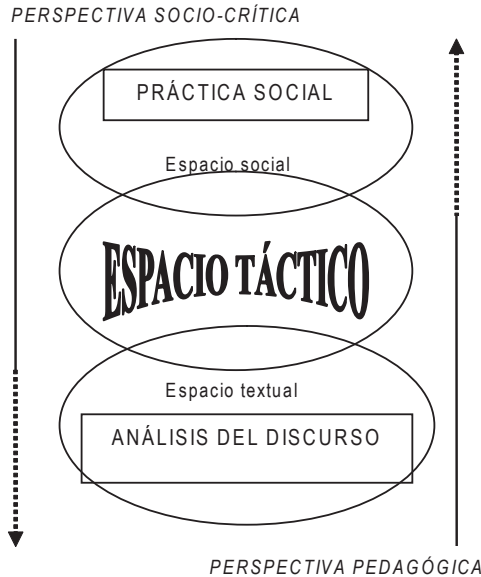 PERSPECTIVA SOCIO-CRÍTICA
PRÁCTICA SOCIAL
Espacio social
ESPACIO TÁCTICO
Espacio textual
ANÁLISIS DEL DISCURSO
PERSPECTIVA PEDAGÓGICA